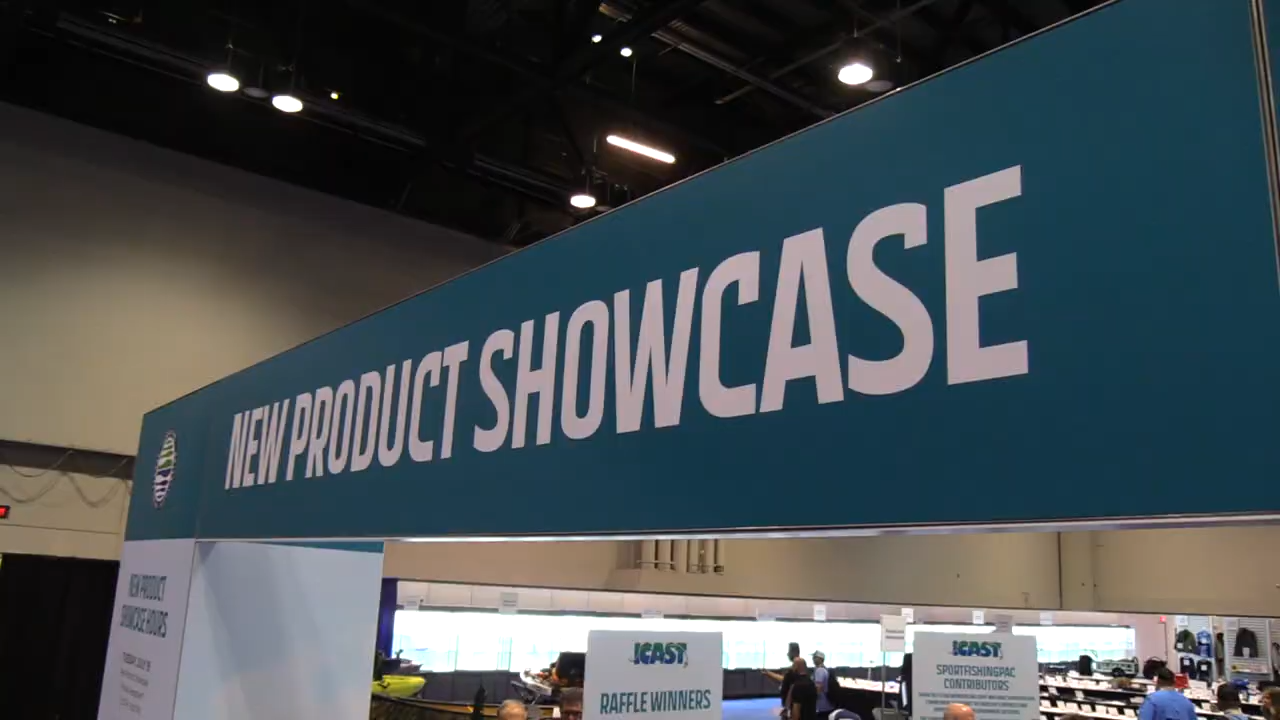 NEW PRODUCT SHOWCASE
NEW PRODUCT
SHOWCASE HOURS
ICAST
RAFFLE WINNERS
ICAST
SPORTFISHINGPAC
CONTRIBUTORS